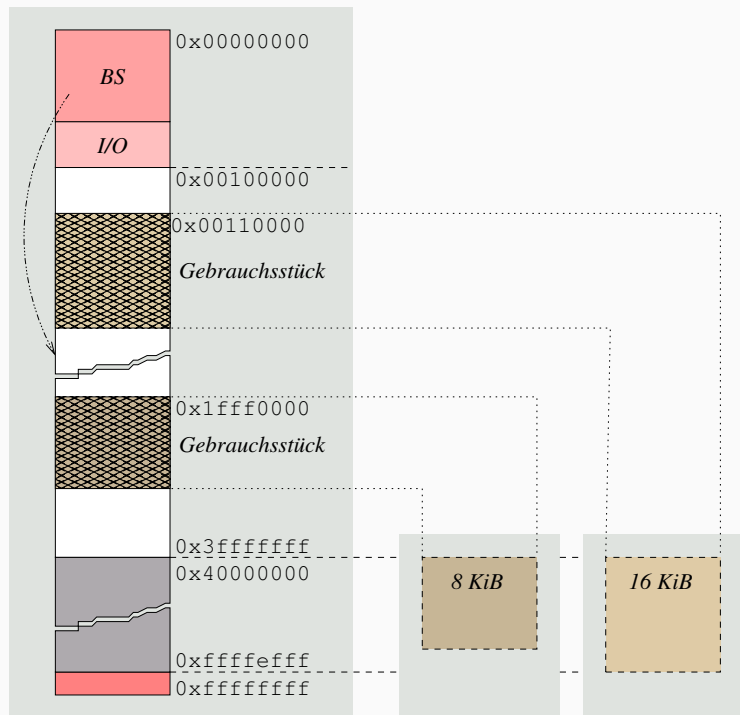 0x00000000
BS
I/O
0x00100000
0x00110000
Gebrauchsstück
0x1fff0000
Gebrauchsstück
0x3fffffff
0x40000000
8 KiB
16 KiB
0xffffefff
0xffffffff